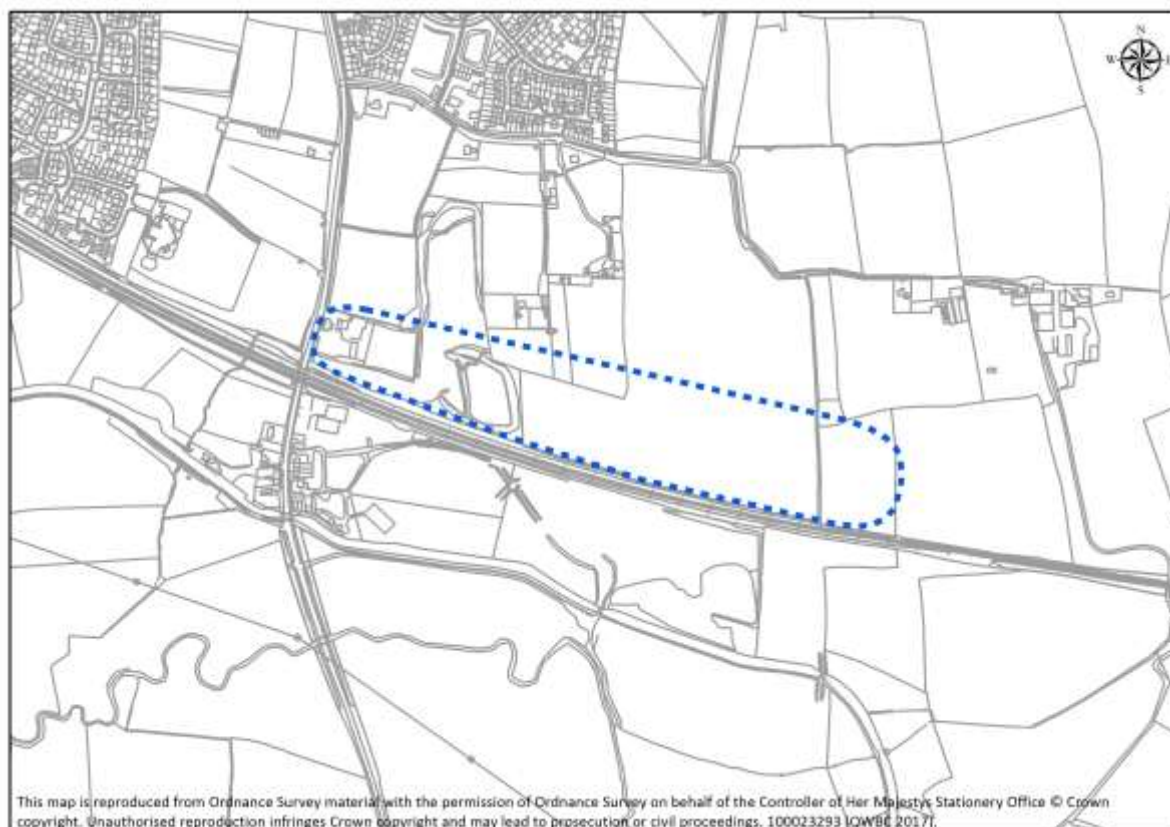 N
W
S
This map is reproduced from Ordnance Survey material with the permission of Ordnance Survey on behalf of the Controller of Her Majestys Stationery Office © Crown
copyright. Unauthorised reproduction infringes Crown copyright and may lead to prosecution or civil proceedings. 100023293 (OWBC 2017).